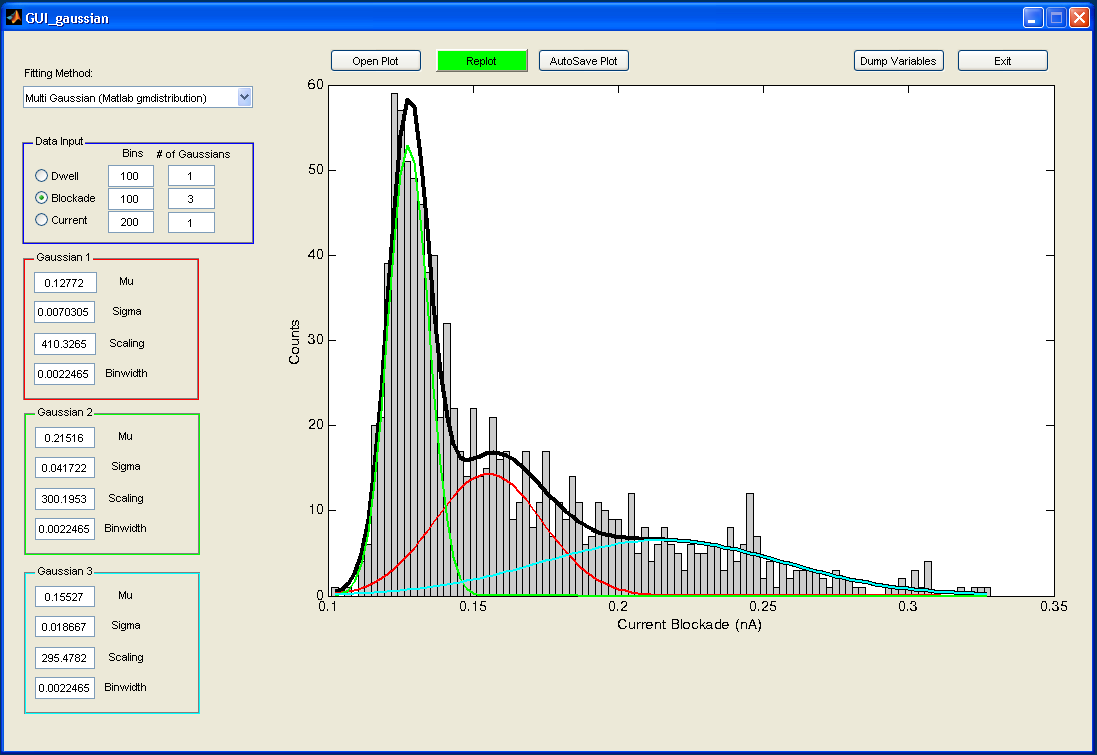 GUI_gaussian
Open Plot
Replot
AutoSave Plot
Dump Variables
Exit
Fitting Method:
Multi Gaussian (Matlab gmdistribution)
Data Input
Bins
# of Gaussians
Dwell 100 1
Blockade 100 3
Current 200 1
Gaussian 1
0.12772 Mu
0.0070305 Sigma
410.3265 Scaling
0.0022465 Binwidth
Gaussian 2
0.21516 Mu
0.041722 Sigma
300.1953 Scaling
0.0022465 Binwidth
Gaussian 3
0.15527 Mu
0.018667 Sigma
295.4782 Scaling
0.0022465 Binwidth
60
50
40
30
20
10
0
Counts
0.1 0.15 0.2 0.25 0.3 0.35
Current Blockade (nA)